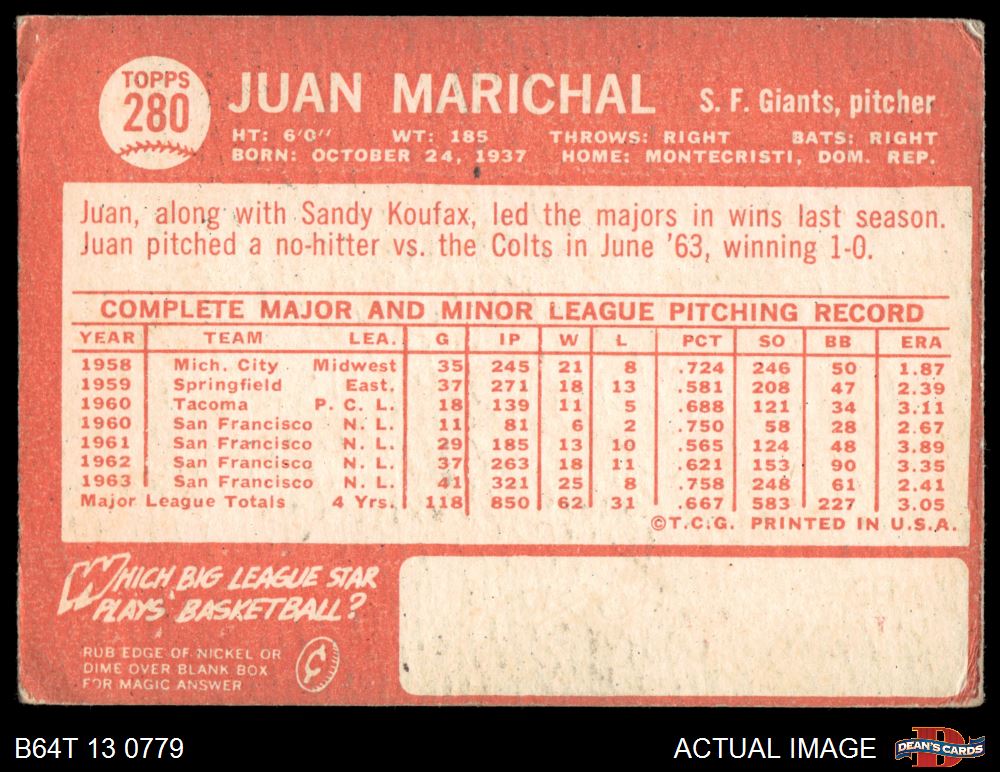 TOPPS
280
JUAN MARICHAL S. F. Giants, pitcher
HT: 6'0" WT: 185 THROWS: RIGHT BATS: RIGHT
BORN: OCTOBER 24, 1937 HOME: MONTECRISTI, DOM. REP.
Juan, along with Sandy Koufax, led the majors in wins last season.
Juan pitched a no-hitter vs. the Colts in June '63, winning 1-0.
COMPLETE MAJOR AND MINOR LEAGUE PITCHING RECORD
YEAR TEAM LEA. G IP W L PCT SO BB ERA
1958 Mich. City Midwest 35 245 21 8 .724 246 50 1.87
1959 Springfield East. 37 271 18 13 .581 208 47 2.39
1960 Tacoma P. C. L. 18 139 11 5 .688 121 34 3.11
1960 San Francisco N. L. 11 81 6 2 .750 58 28 2.67
1961 San Francisco N. L. 29 185 13 10 .565 124 48 3.89
1962 San Francisco N. L. 37 263 18 11 .621 153 90 3.35
1963 San Francisco N. L. 41 321 25 8 .758 248 61 2.41
Major League Totals 4 Yrs. 118 850 62 31 .667 583 227 3.05
©T.C.G. PRINTED IN U.S.A.
WHICH BIG LEAGUE STAR
PLAYS BASKETBALL?
RUB EDGE OF NICKEL OR
DIME OVER BLANK BOX
FOR MAGIC ANSWER
B64T 13 0779 ACTUAL IMAGE DEAN'S CARDS